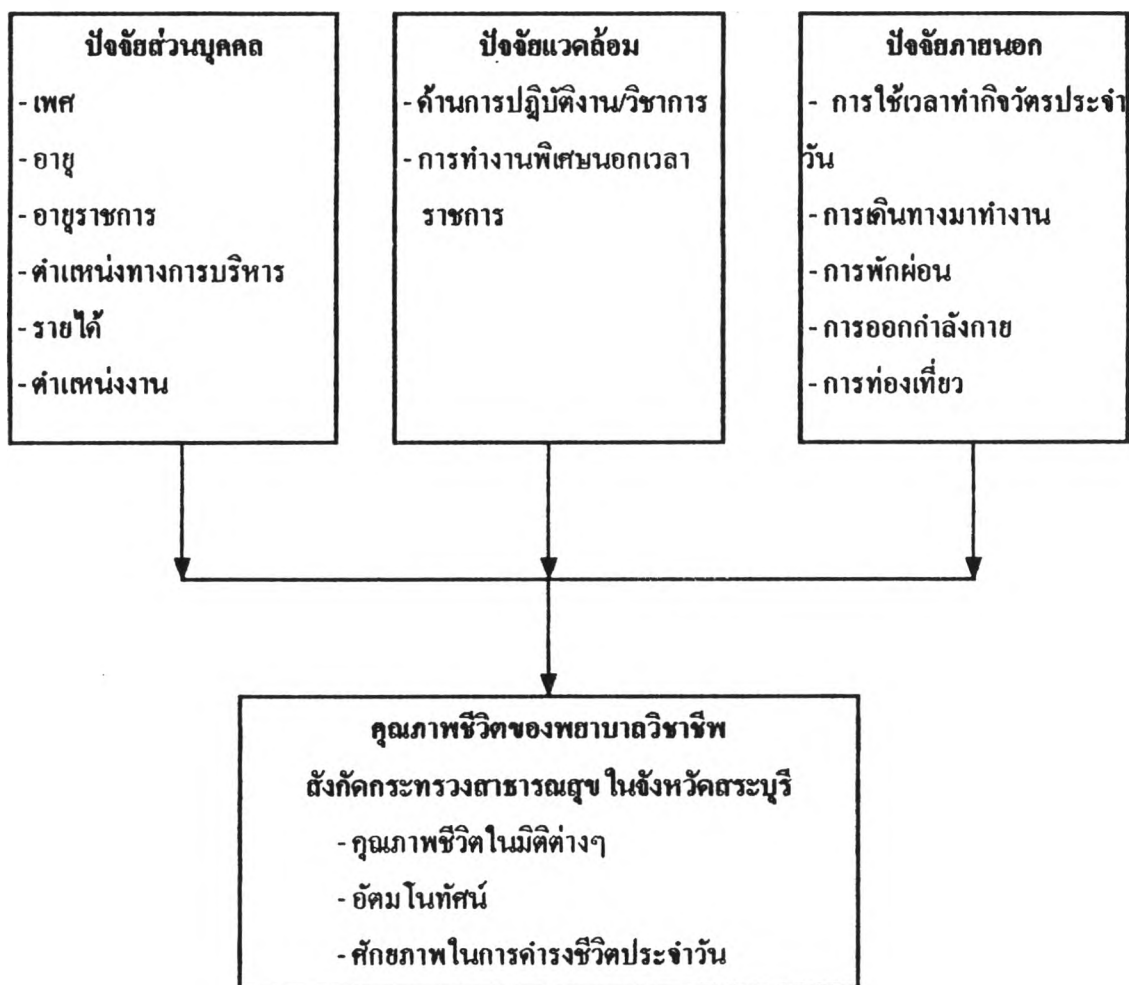 ปัจจัยส่วนบุคคล
- เพศ
- อายุ
- อายุราชการ
- ตำแหน่งทางการบริหาร
- รายได้
- ตำแหน่งงาน
ปัจจัยแวดล้อม
- ด้านการปฏิบัติงาน/วิชาการ
- การทำงานพิเศษนอกเวลา
ราชการ
ปัจจัยภายนอก
- การใช้เวลาทำกิจวัตรประจำ
วัน
- การเดินทางมาทำงาน
- การพักผ่อน
- การออกกำลังกาย
- การท่องเที่ยว
คุณภาพชีวิตของพยาบาลวิชาชีพ
สังกัดกระทรวงสาธารณสุข ในจังหวัดสระบุรี
- คุณภาพชีวิตในมิติต่างๆ
- อัตมโนทัศน์
- ศักยภาพในการดำรงชีวิตประจำวัน